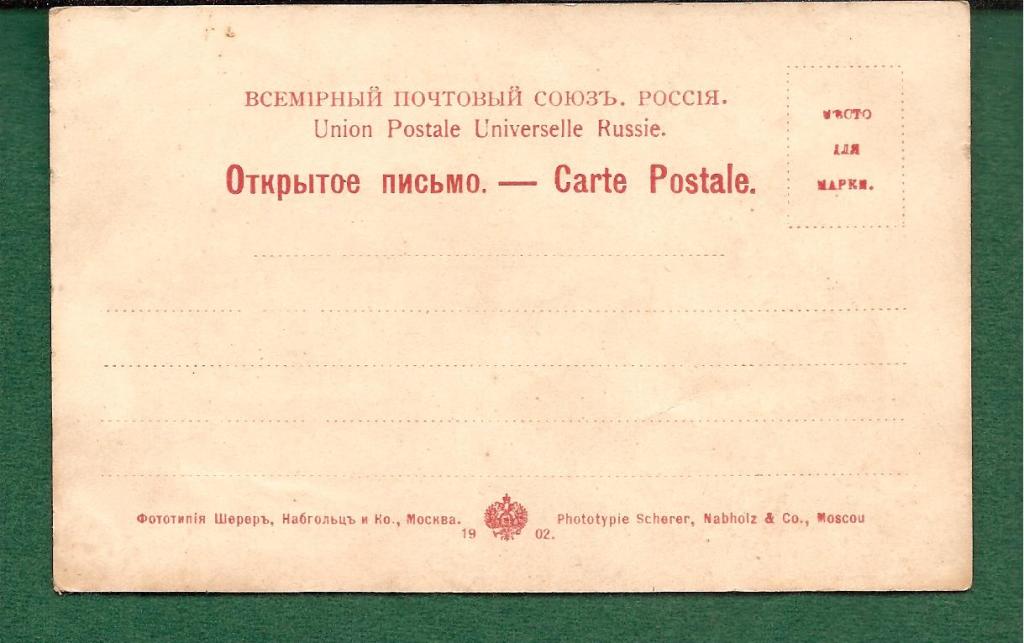 ВСЕМІРНЫЙ ПОЧТОВЫЙ СОЮЗЪ. РОССІЯ.
Union Postale Universelle Russie.
Открытое письмо. — Carte Postale.
МѢСТО
ДЛЯ
МАРКИ.
Фототипія Шереръ, Набгольцъ и Ко., Москва.
Phototypie Scherer, Nabholz & Co., Moscou
19 02.